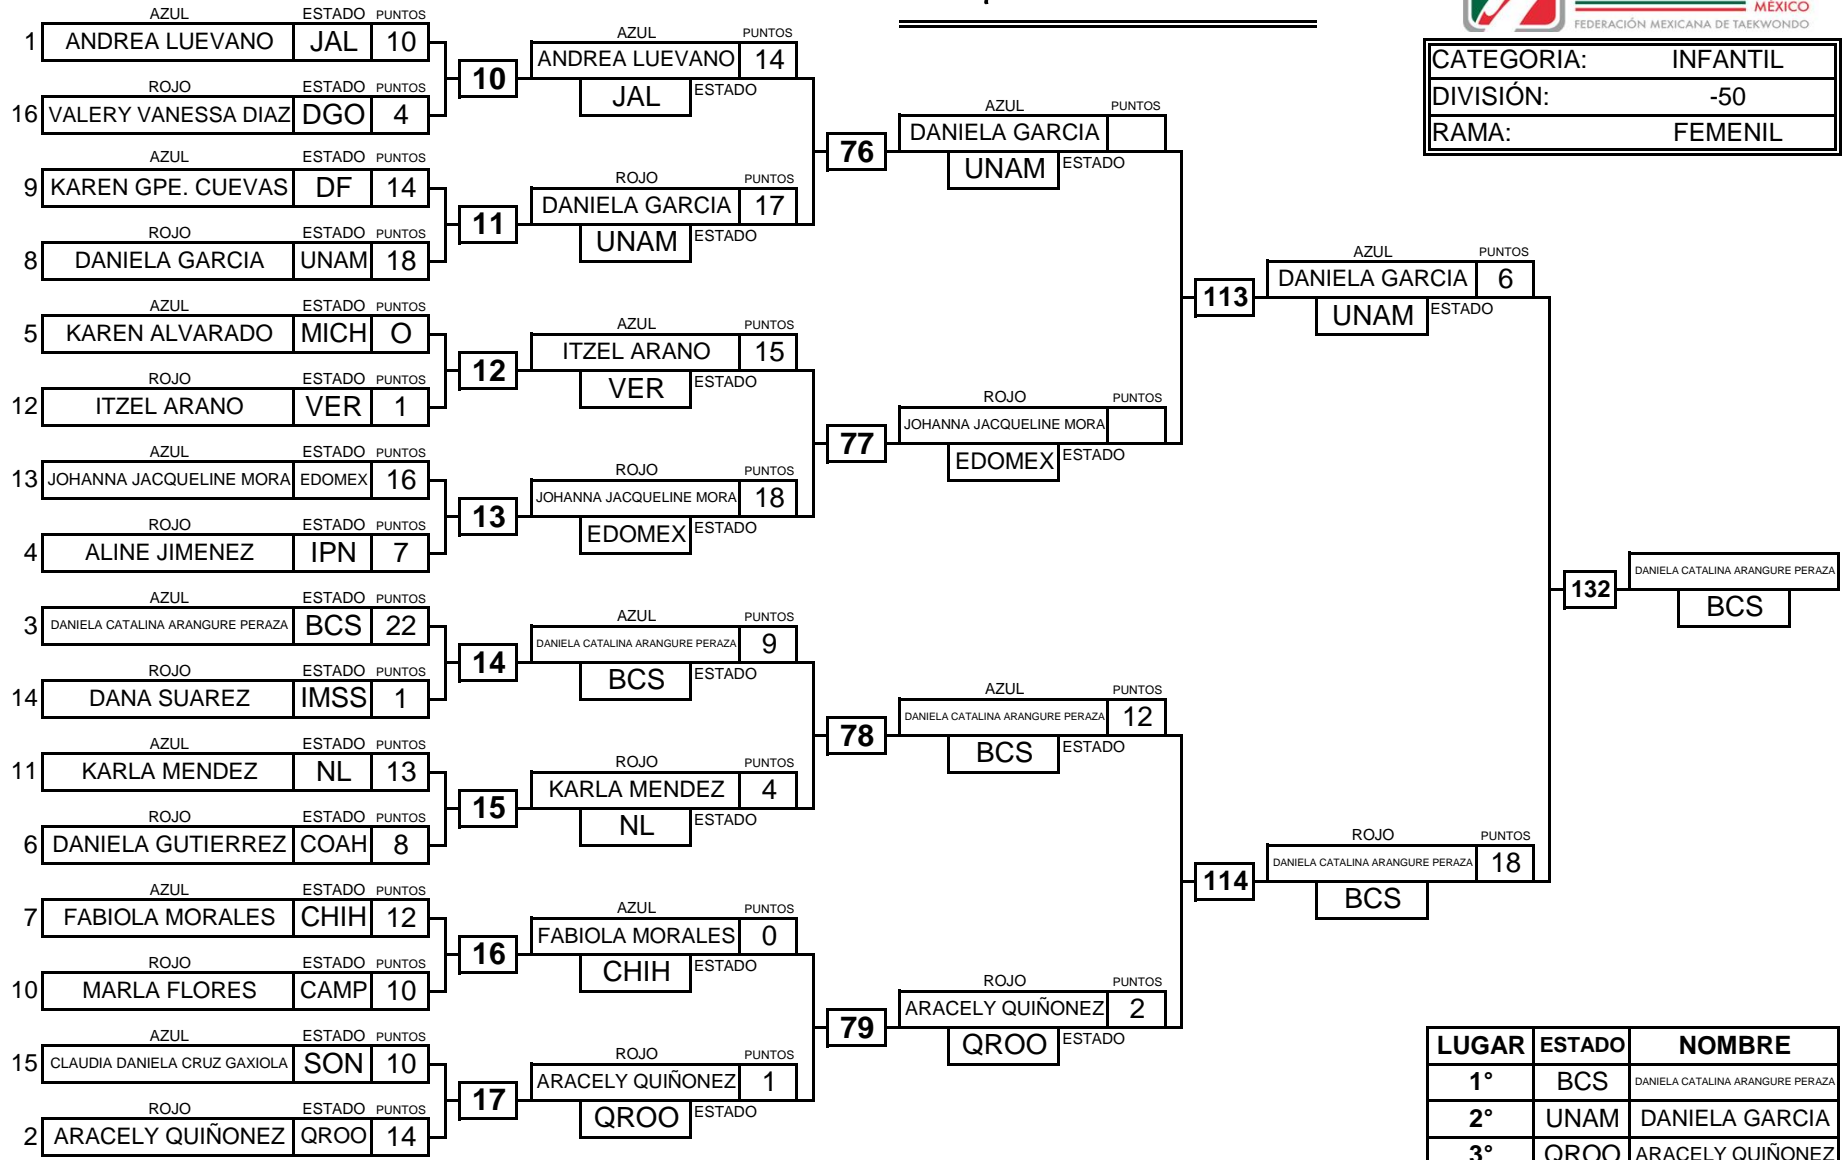 MÉXICO
FEDERACIÓN MEXICANA DE TAEKWONDO
CATEGORIA: INFANTIL
DIVISIÓN: -50
RAMA: FEMENIL
AZUL ESTADO PUNTOS
1 ANDREA LUEVANO JAL 10
ROJO ESTADO PUNTOS
16 VALERY VANESSA DIAZ DGO 4
AZUL ESTADO PUNTOS
9 KAREN GPE. CUEVAS DF 14
ROJO ESTADO PUNTOS
8 DANIELA GARCIA UNAM 18
AZUL ESTADO PUNTOS
5 KAREN ALVARADO MICH O
ROJO ESTADO PUNTOS
12 ITZEL ARANO VER 1
AZUL ESTADO PUNTOS
13 JOHANNA JACQUELINE MORA EDOMEX 16
ROJO ESTADO PUNTOS
4 ALINE JIMENEZ IPN 7
AZUL ESTADO PUNTOS
3 DANIELA CATALINA ARANGURE PERAZA BCS 22
ROJO ESTADO PUNTOS
14 DANA SUAREZ IMSS 1
AZUL ESTADO PUNTOS
11 KARLA MENDEZ NL 13
ROJO ESTADO PUNTOS
6 DANIELA GUTIERREZ COAH 8
AZUL ESTADO PUNTOS
7 FABIOLA MORALES CHIH 12
ROJO ESTADO PUNTOS
10 MARLA FLORES CAMP 10
AZUL ESTADO PUNTOS
15 CLAUDIA DANIELA CRUZ GAXIOLA SON 10
ROJO ESTADO PUNTOS
2 ARACELY QUIÑONEZ QROO 14
10
11
12
13
14
15
16
17
AZUL PUNTOS
ANDREA LUEVANO 14
JAL ESTADO
ROJO PUNTOS
DANIELA GARCIA 17
UNAM ESTADO
AZUL PUNTOS
ITZEL ARANO 15
VER ESTADO
ROJO PUNTOS
JOHANNA JACQUELINE MORA 18
EDOMEX ESTADO
AZUL PUNTOS
DANIELA CATALINA ARANGURE PERAZA 9
BCS ESTADO
ROJO PUNTOS
KARLA MENDEZ 4
NL ESTADO
AZUL PUNTOS
FABIOLA MORALES 0
CHIH ESTADO
ROJO PUNTOS
ARACELY QUIÑONEZ 1
QROO ESTADO
76
77
78
79
AZUL PUNTOS
DANIELA GARCIA
UNAM ESTADO
ROJO PUNTOS
JOHANNA JACQUELINE MORA
EDOMEX ESTADO
AZUL PUNTOS
DANIELA CATALINA ARANGURE PERAZA 12
BCS ESTADO
ROJO PUNTOS
ARACELY QUIÑONEZ 2
QROO ESTADO
113
114
AZUL PUNTOS
DANIELA GARCIA 6
UNAM ESTADO
ROJO PUNTOS
DANIELA CATALINA ARANGURE PERAZA 18
BCS
132
DANIELA CATALINA ARANGURE PERAZA
BCS
LUGAR ESTADO NOMBRE
1° BCS DANIELA CATALINA ARANGURE PERAZA
2° UNAM DANIELA GARCIA
3° QROO ARACELY QUIÑONEZ